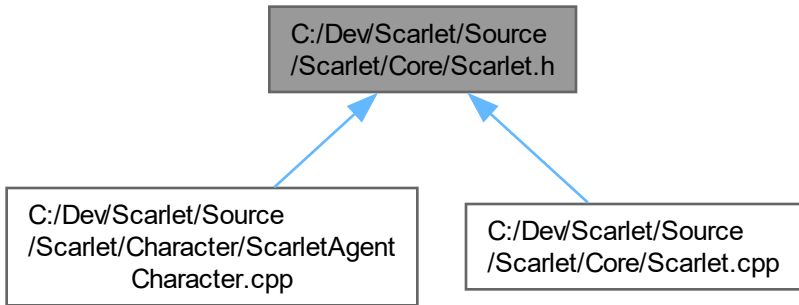 C:/Dev/Scarlet/Source
/Scarlet/Core/Scarlet.h
C:/Dev/Scarlet/Source
/Scarlet/Character/ScarletAgent
Character.cpp
C:/Dev/Scarlet/Source
/Scarlet/Core/Scarlet.cpp